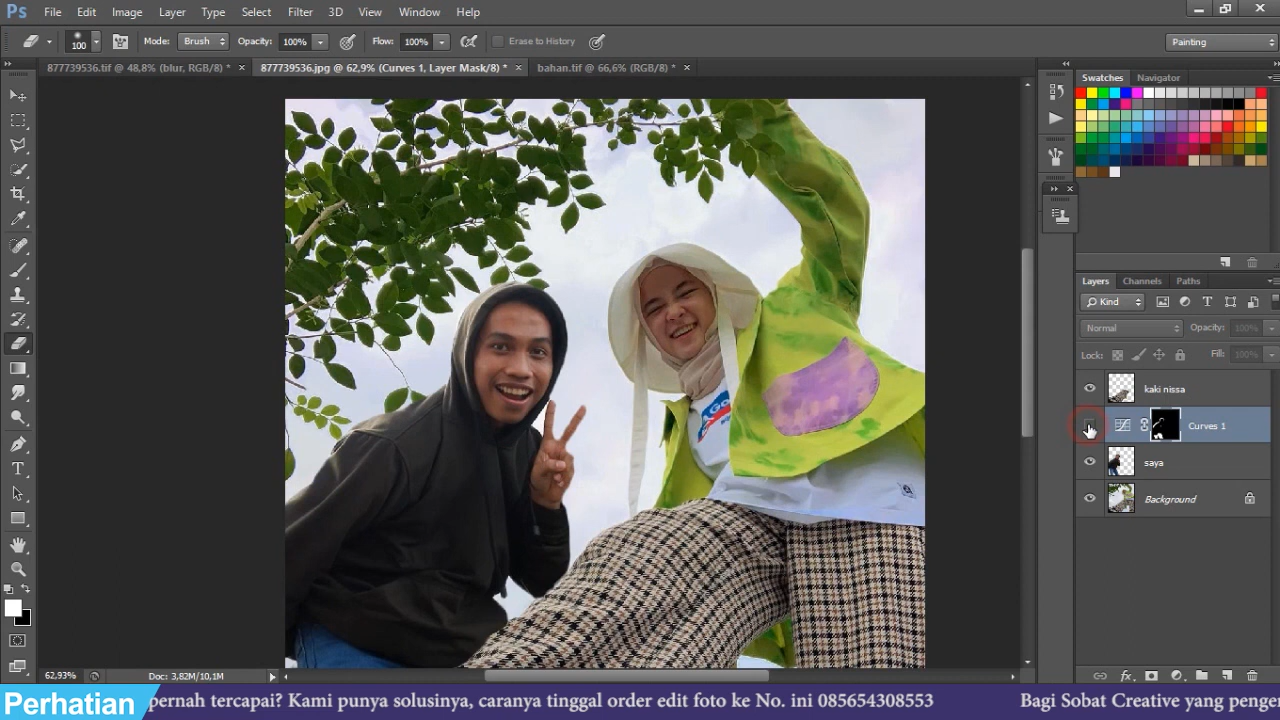 Ps File Edit Image Layer Type Select Filter 3D View Window Help
100 Mode: Brush Opacity: 100% Flow: 100% Erase to History Painting
877739536.tif @ 48,8% (blur, RGB/8) * × 877739536.jpg @ 62,9% (Curves 1, Layer Mask/8) * × bahan.tif @ 66,6% (RGB/8) * ×
Swatches Navigator
Layers Channels Paths
Kind
Normal Opacity: 100%
Lock: Fill: 100%
kaki nissa
Curves 1
saya
Background
62,93% Doc: 3,82M/10,1M
Perhatian pernah tercapai? Kami punya solusinya, caranya tinggal order edit foto ke No. ini 085654308553 Bagi Sobat Creative yang penge